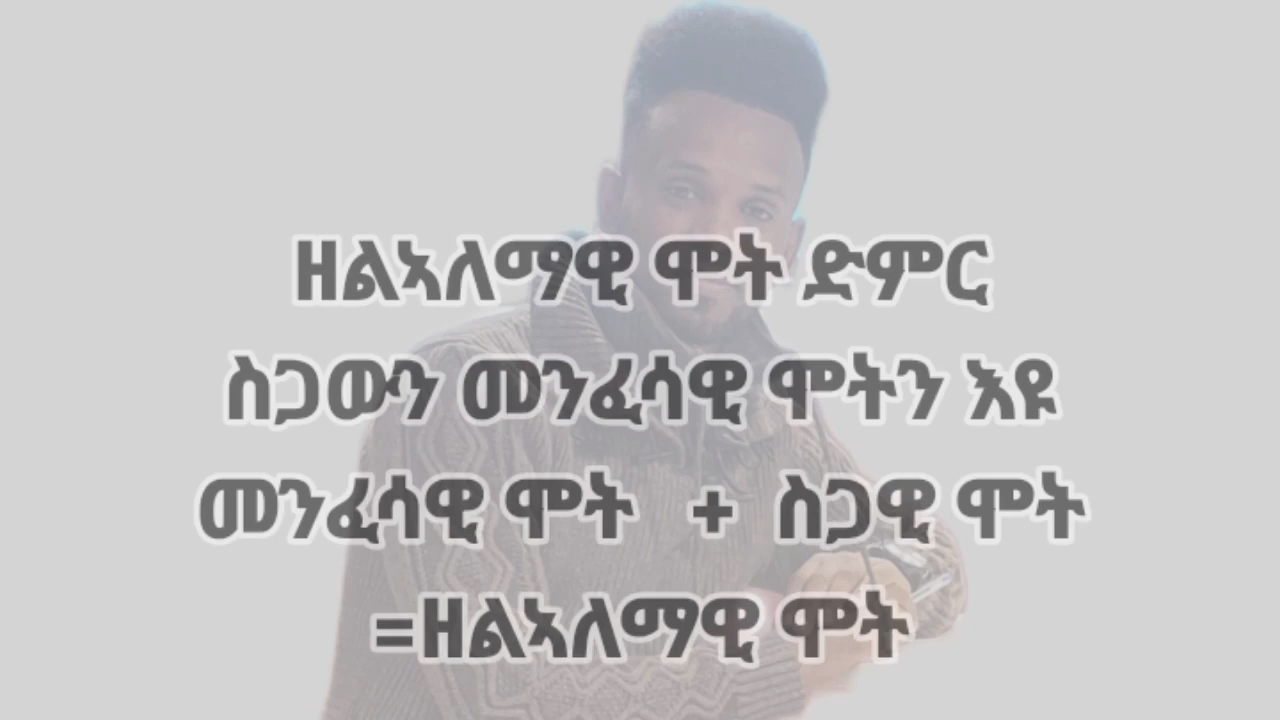 ዘልኣለማዊ ሞት ድምር
ስጋውን መንፈሳዊ ሞትን እዩ
መንፈሳዊ ሞት + ስጋዊ ሞት
=ዘልኣለማዊ ሞት